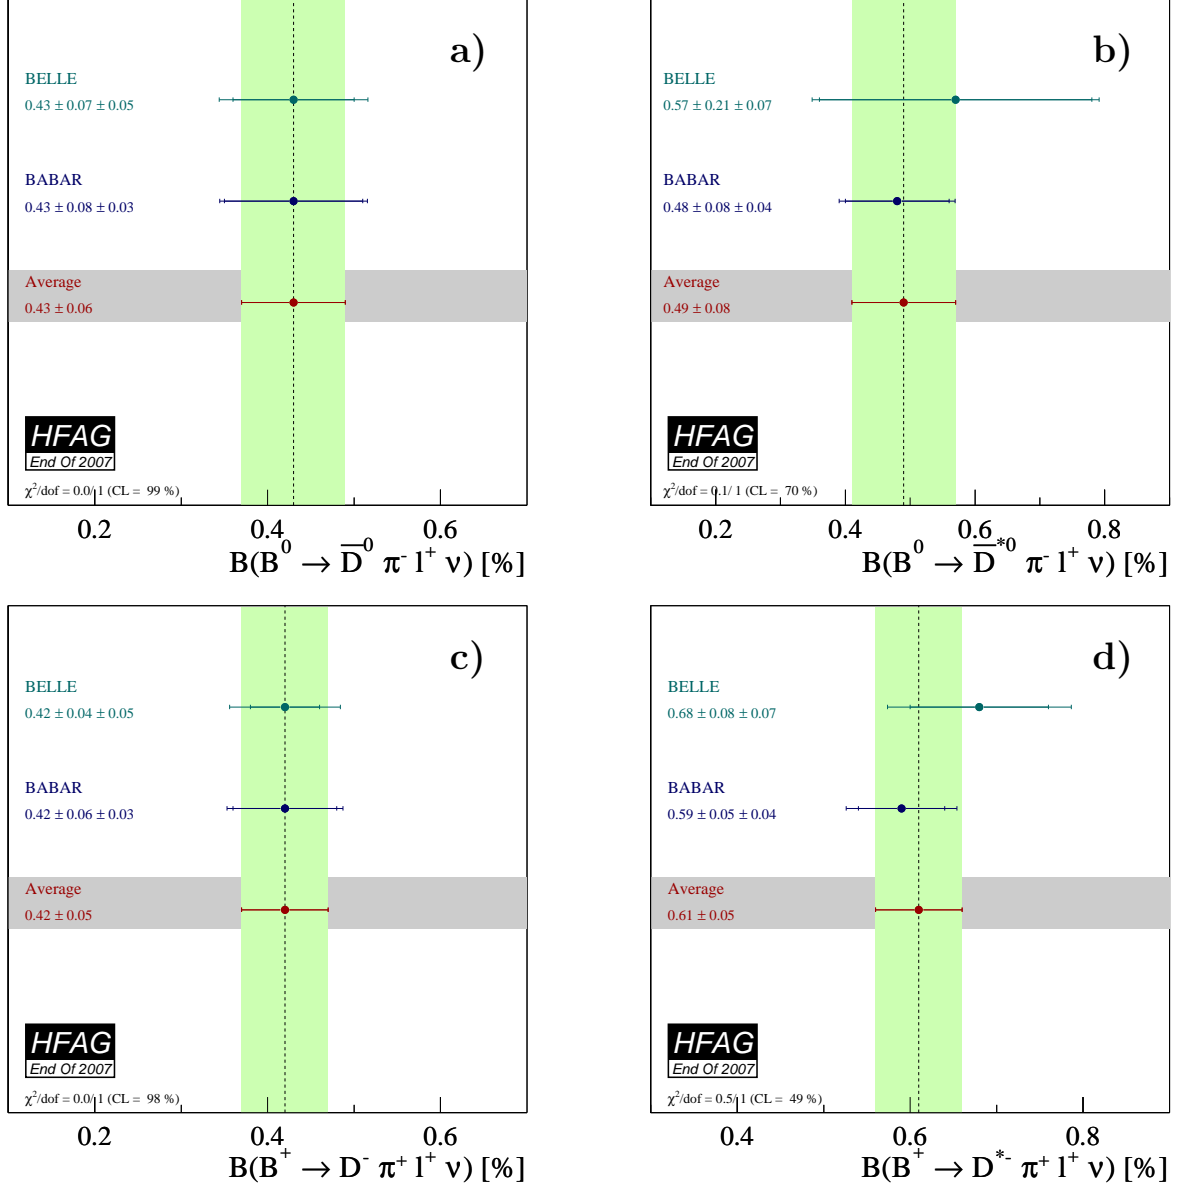 a)
BELLE
0.43 ± 0.07 ± 0.05
BABAR
0.43 ± 0.08 ± 0.03
Average
0.43 ± 0.06
HFAG
End Of 2007
χ²/dof = 0.0/ 1 (CL = 99 %)
0.2 0.4 0.6
B(B⁰ → D̅⁰ π⁻ l⁺ ν) [%]
b)
BELLE
0.57 ± 0.21 ± 0.07
BABAR
0.48 ± 0.08 ± 0.04
Average
0.49 ± 0.08
HFAG
End Of 2007
χ²/dof = 0.1/ 1 (CL = 70 %)
0.2 0.4 0.6 0.8
B(B⁰ → D̅*⁰ π⁻ l⁺ ν) [%]
c)
BELLE
0.42 ± 0.04 ± 0.05
BABAR
0.42 ± 0.06 ± 0.03
Average
0.42 ± 0.05
HFAG
End Of 2007
χ²/dof = 0.0/ 1 (CL = 98 %)
0.2 0.4 0.6
B(B⁺ → D⁻ π⁺ l⁺ ν) [%]
d)
BELLE
0.68 ± 0.08 ± 0.07
BABAR
0.59 ± 0.05 ± 0.04
Average
0.61 ± 0.05
HFAG
End Of 2007
χ²/dof = 0.5/ 1 (CL = 49 %)
0.4 0.6 0.8
B(B⁺ → D*⁻ π⁺ l⁺ ν) [%]